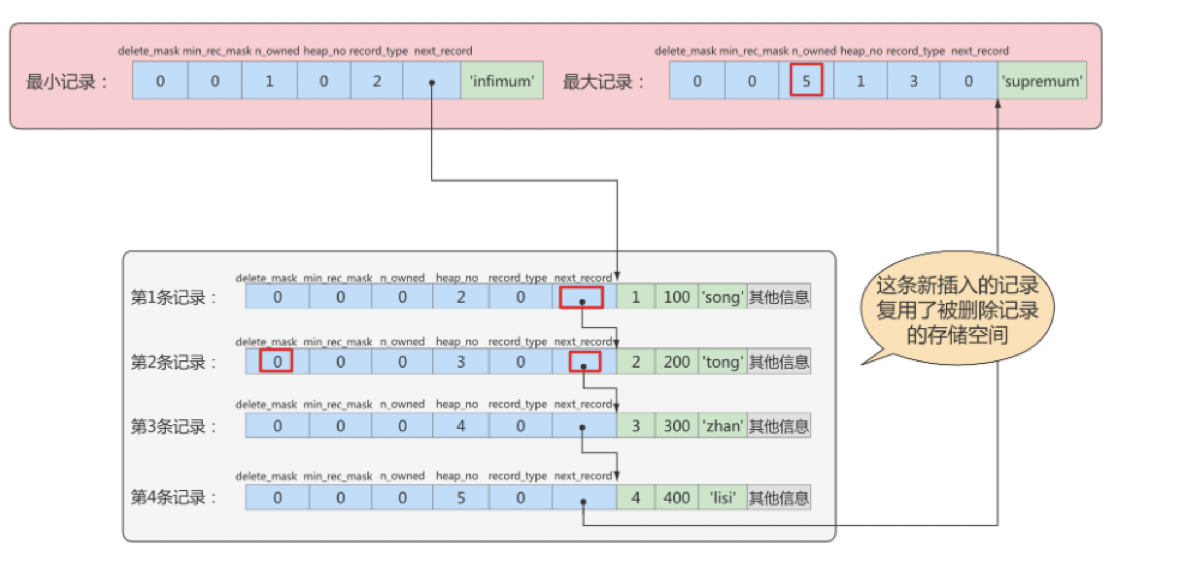 delete_mask min_rec_mask n_owned heap_no record_type next_record
最小记录： 0 0 1 0 2 'infimum'
delete_mask min_rec_mask n_owned heap_no record_type next_record
最大记录： 0 0 5 1 3 0 'supremum'
delete_mask min_rec_mask n_owned heap_no record_type next_record
第1条记录： 0 0 0 2 0 1 100 'song' 其他信息
delete_mask min_rec_mask n_owned heap_no record_type next_record
第2条记录： 0 0 0 3 0 2 200 'tong' 其他信息
delete_mask min_rec_mask n_owned heap_no record_type next_record
第3条记录： 0 0 0 4 0 3 300 'zhan' 其他信息
delete_mask min_rec_mask n_owned heap_no record_type next_record
第4条记录： 0 0 0 5 0 4 400 'lisi' 其他信息
这条新插入的记录
复用了被删除记录
的存储空间